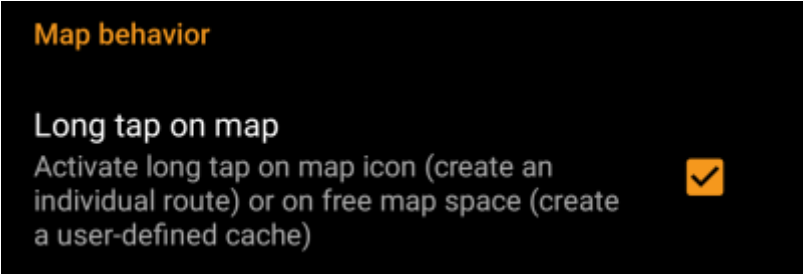 Map behavior
Long tap on map
Activate long tap on map icon (create an
individual route) or on free map space (create
a user-defined cache)